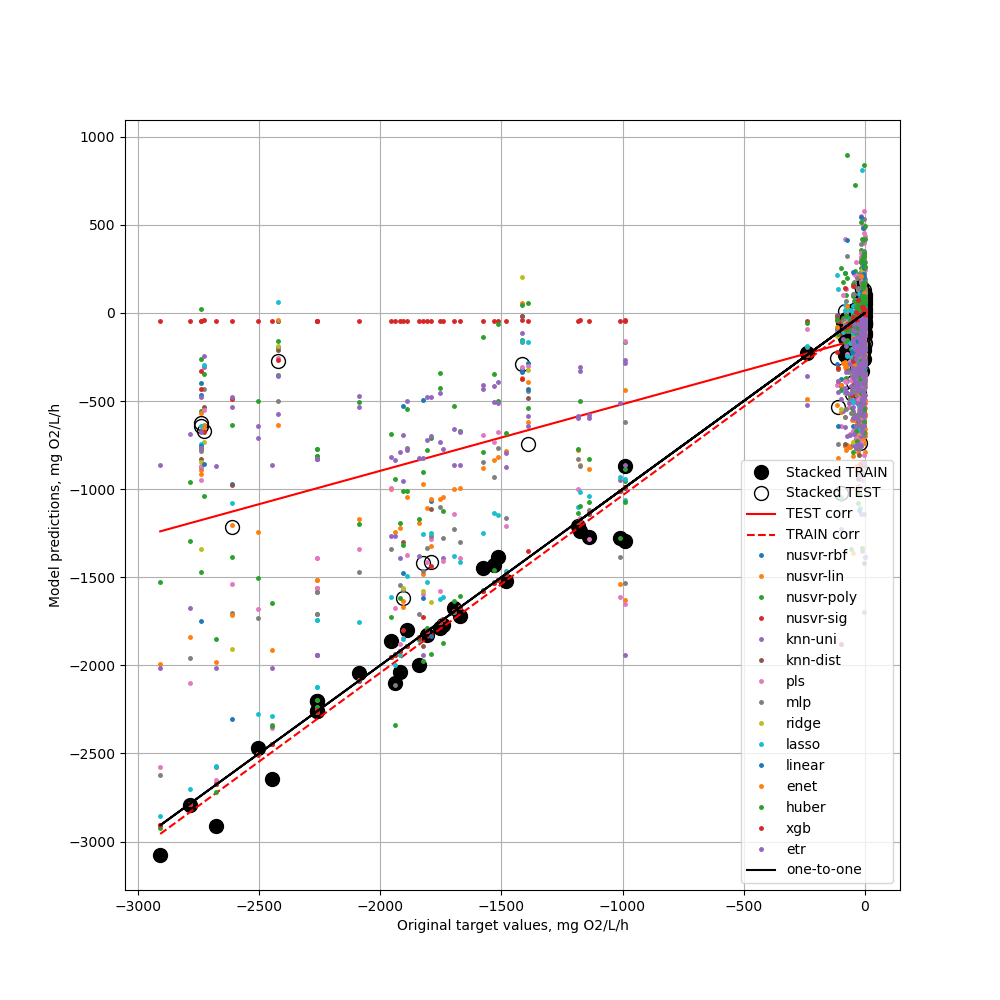 1000
500
0
−500
−1000
−1500
−2000
−2500
−3000
Model predictions, mg O2/L/h
Stacked TRAIN
Stacked TEST
TEST corr
TRAIN corr
nusvr-rbf
nusvr-lin
nusvr-poly
nusvr-sig
knn-uni
knn-dist
pls
mlp
ridge
lasso
linear
enet
huber
xgb
etr
one-to-one
−3000 −2500 −2000 −1500 −1000 −500 0
Original target values, mg O2/L/h